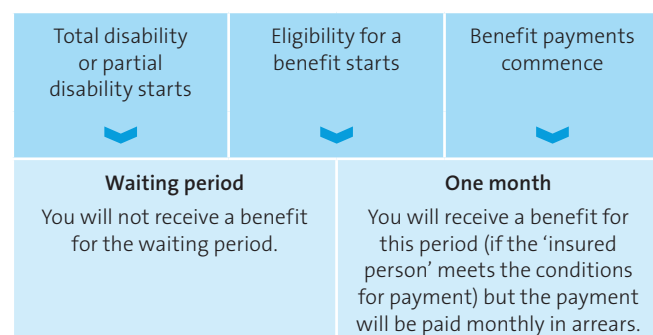 Total disability
or partial
disability starts
Eligibility for a
benefit starts
Benefit payments
commence
Waiting period
You will not receive a benefit
for the waiting period.
One month
You will receive a benefit for
this period (if the ‘insured
person’ meets the conditions
for payment) but the payment
will be paid monthly in arrears.